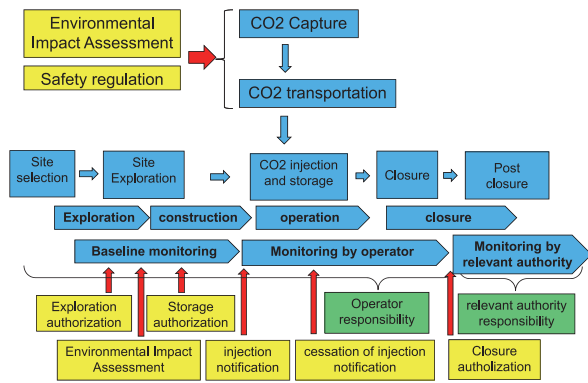 Environmental
Impact Assessment
Safety regulation
CO2 Capture
CO2 transportation
Site
selection
Site
Exploration
CO2 injection
and storage
Closure
Post
closure
Exploration
construction
operation
closure
Baseline monitoring
Monitoring by operator
Monitoring by
relevant authority
Exploration
authorization
Storage
authorization
Operator
responsibility
relevant authority
responsibility
Environmental Impact
Assessment
injection
notification
cessation of injection
notification
Closure
autholization